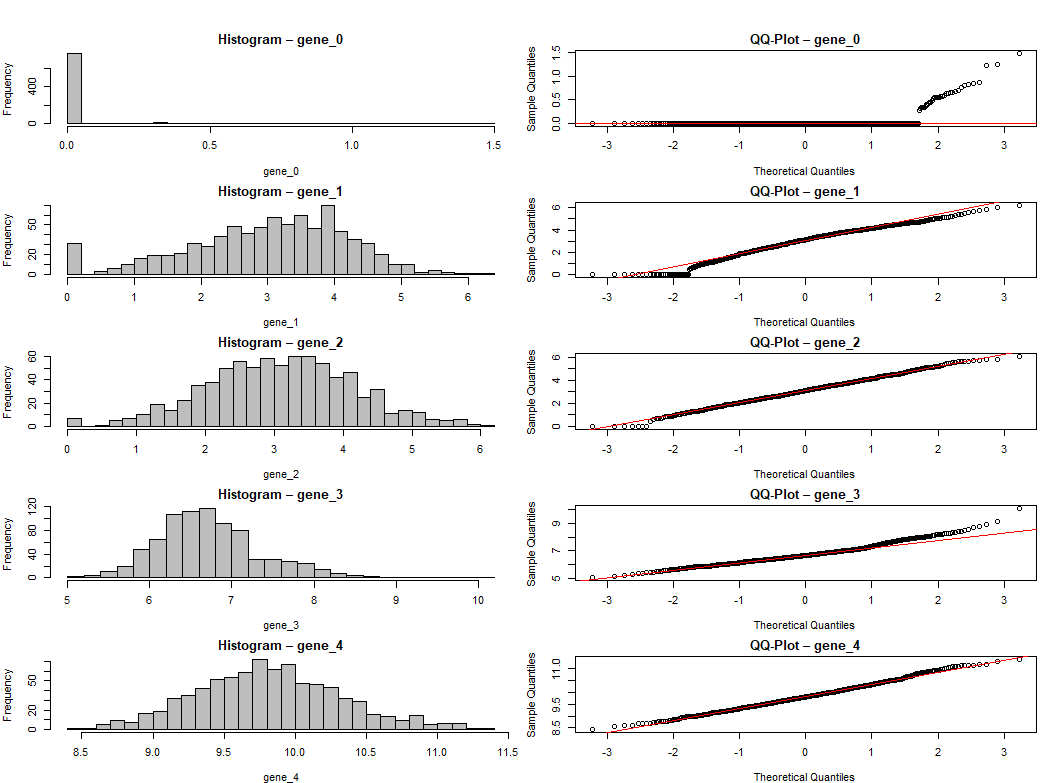 Histogram – gene_0
Frequency
0 400
0.0 0.5 1.0 1.5
gene_0
QQ-Plot – gene_0
Sample Quantiles
0.0 0.5 1.0 1.5
-3 -2 -1 0 1 2 3
Theoretical Quantiles
Histogram – gene_1
Frequency
0 20 50
0 1 2 3 4 5 6
gene_1
QQ-Plot – gene_1
Sample Quantiles
0 2 4 6
-3 -2 -1 0 1 2 3
Theoretical Quantiles
Histogram – gene_2
Frequency
0 20 40 60
0 1 2 3 4 5 6
gene_2
QQ-Plot – gene_2
Sample Quantiles
0 2 4 6
-3 -2 -1 0 1 2 3
Theoretical Quantiles
Histogram – gene_3
Frequency
0 40 80 120
5 6 7 8 9 10
gene_3
QQ-Plot – gene_3
Sample Quantiles
5 7 9
-3 -2 -1 0 1 2 3
Theoretical Quantiles
Histogram – gene_4
Frequency
0 20 50
8.5 9.0 9.5 10.0 10.5 11.0 11.5
gene_4
QQ-Plot – gene_4
Sample Quantiles
8.5 9.5 11.0
-3 -2 -1 0 1 2 3
Theoretical Quantiles